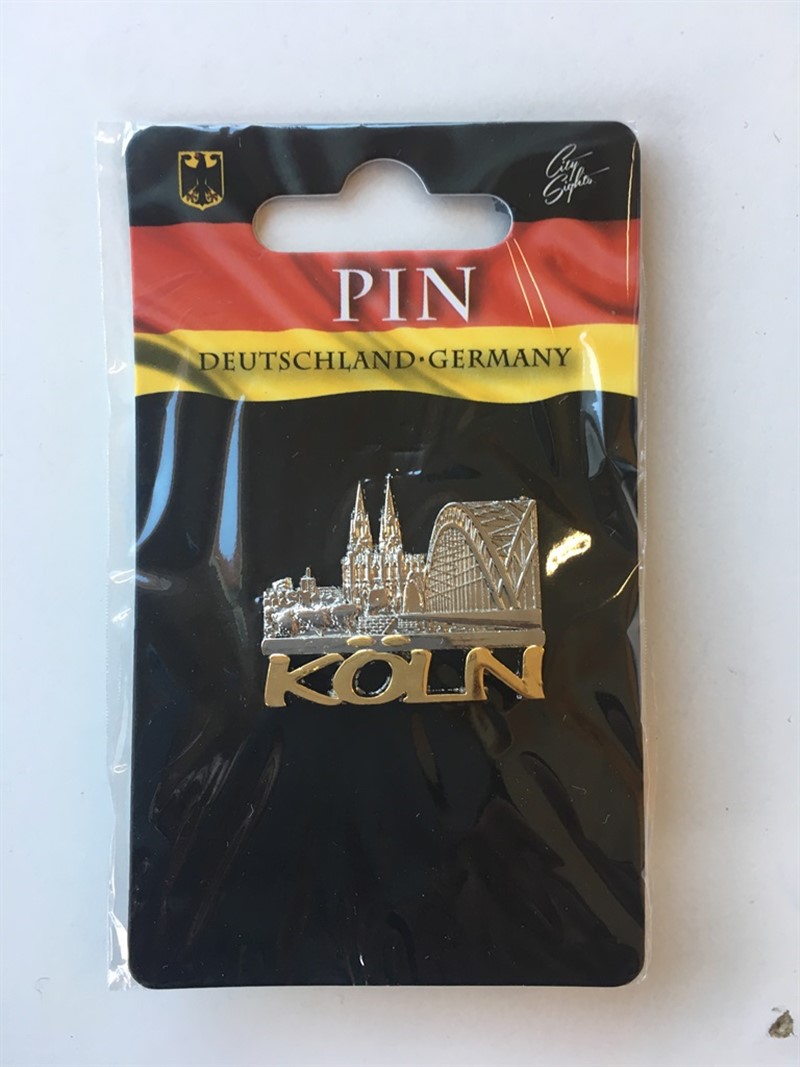 City
Sights
PIN
DEUTSCHLAND·GERMANY
KÖLN